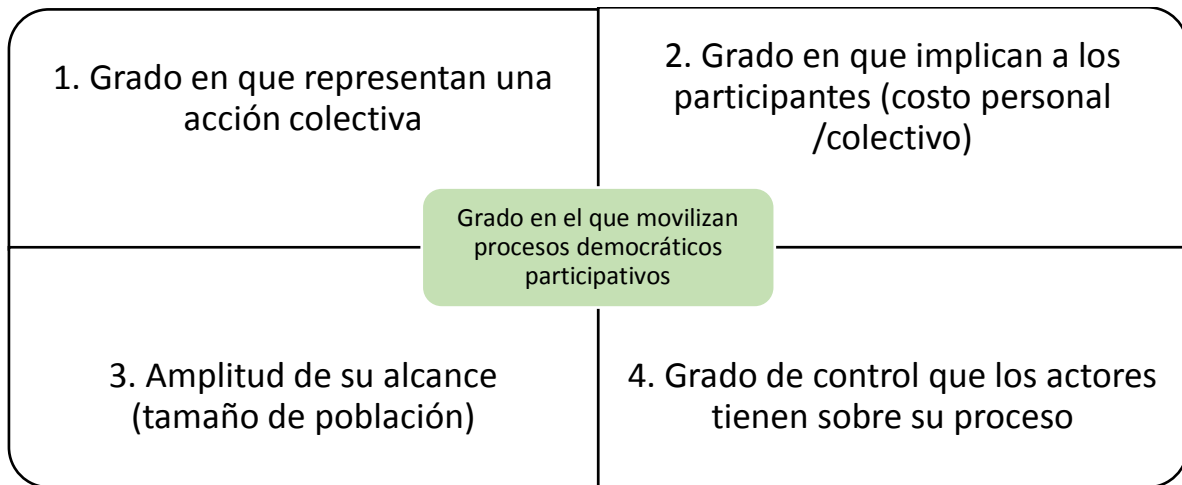 1. Grado en que representan una
acción colectiva
2. Grado en que implican a los
participantes (costo personal
/colectivo)
Grado en el que movilizan
procesos democráticos
participativos
3. Amplitud de su alcance
(tamaño de población)
4. Grado de control que los actores
tienen sobre su proceso